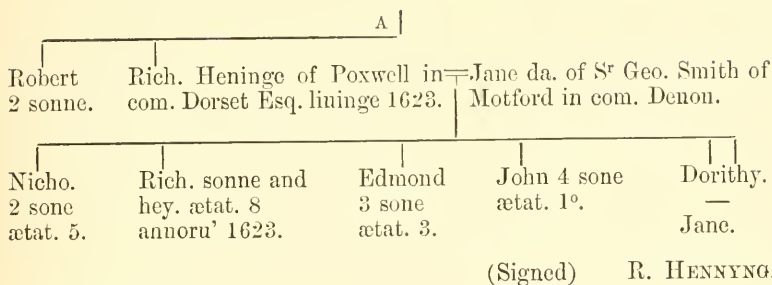 A
Robert
2 sonne.
Rich. Heninge of Poxwell in
com. Dorset Esq. liuinge 1623.
Jane da. of Sʳ Geo. Smith of
Motford in com. Deuon.
Nicho.
2 sone
ætat. 5.
Rich. sonne and
hey. ætat. 8
annoru' 1623.
Edmond
3 sone
ætat. 3.
John 4 sone
ætat. 1º.
Dorithy.
—
Jane.
(Signed) R. HENNYNG.